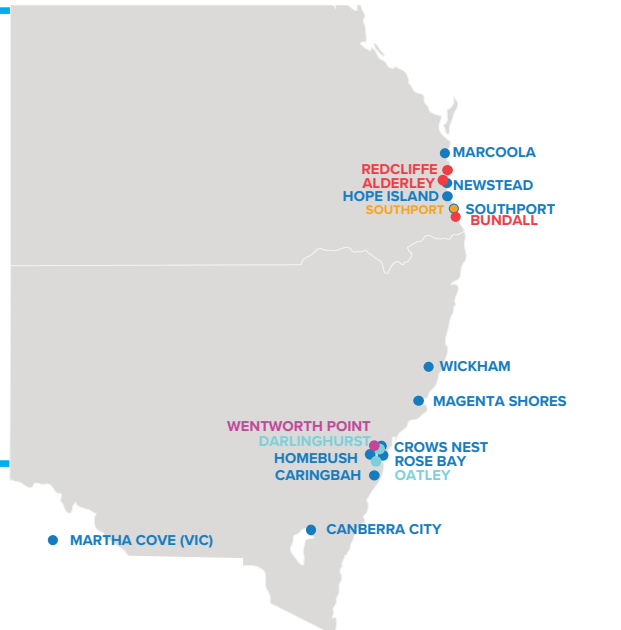 MARCOOLA
REDCLIFFE
ALDERLEY
NEWSTEAD
HOPE ISLAND
SOUTHPORT
SOUTHPORT
BUNDALL
WICKHAM
MAGENTA SHORES
WENTWORTH POINT
DARLINGHURST
CROWS NEST
HOMEBUSH
ROSE BAY
CARINGBAH
OATLEY
CANBERRA CITY
MARTHA COVE (VIC)